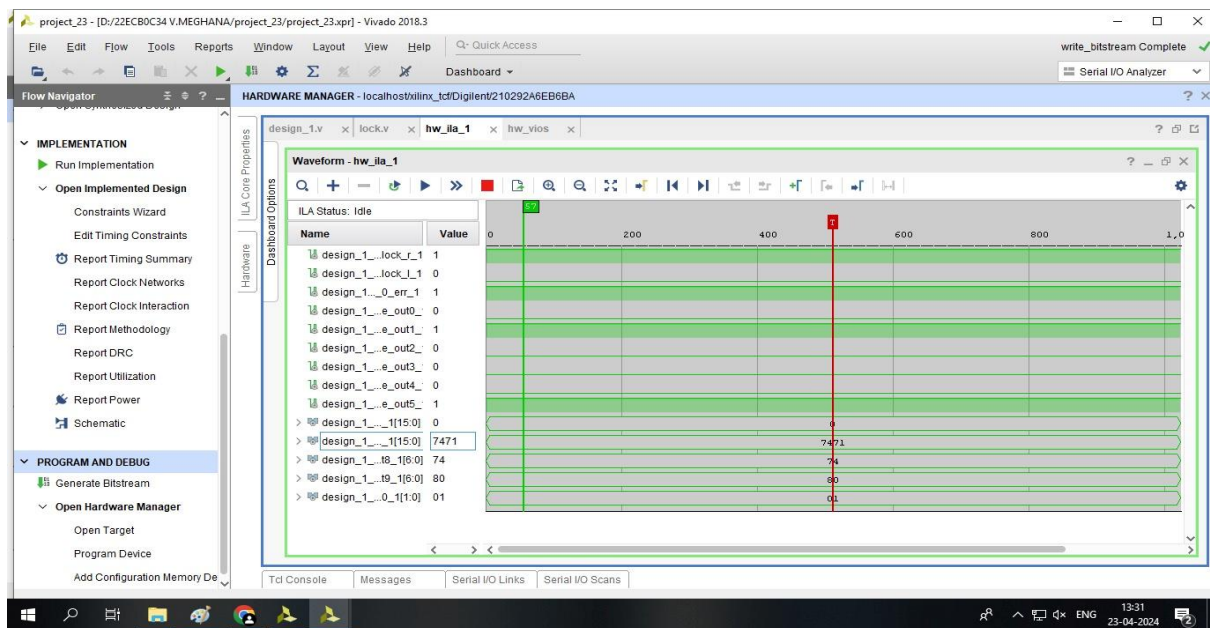 project_23 - [D:/22ECB0C34 V.MEGHANA/project_23/project_23.xpr] - Vivado 2018.3
File Edit Flow Tools Reports Window Layout View Help Quick Access
write_bitstream Complete
Dashboard
Serial I/O Analyzer
Flow Navigator
HARDWARE MANAGER - localhost/xilinx_tcf/Digilent/210292A6EB6BA
IMPLEMENTATION
Run Implementation
Open Implemented Design
Constraints Wizard
Edit Timing Constraints
Report Timing Summary
Report Clock Networks
Report Clock Interaction
Report Methodology
Report DRC
Report Utilization
Report Power
Schematic
PROGRAM AND DEBUG
Generate Bitstream
Open Hardware Manager
Open Target
Program Device
Add Configuration Memory De
ILA Core Properties
Hardware
Dashboard Options
design_1.v lock.v hw_ila_1 hw_vios
Waveform - hw_ila_1
ILA Status: Idle
57
T
Name Value 0 200 400 600 800 1,0
design_1_...lock_r_1 1
design_1_...lock_l_1 0
design_1..._0_err_1 1
design_1_...e_out0_ 0
design_1_...e_out1_ 1
design_1_...e_out2_ 0
design_1_...e_out3_ 0
design_1_...e_out4_ 0
design_1_...e_out5_ 1
design_1_..._1[15:0] 0 0
design_1_..._1[15:0] 7471 7471
design_1_...t8_1[6:0] 74 74
design_1_...t9_1[6:0] 80 80
design_1_...0_1[1:0] 01 01
Tcl Console Messages Serial I/O Links Serial I/O Scans
ENG
13:31
23-04-2024
2